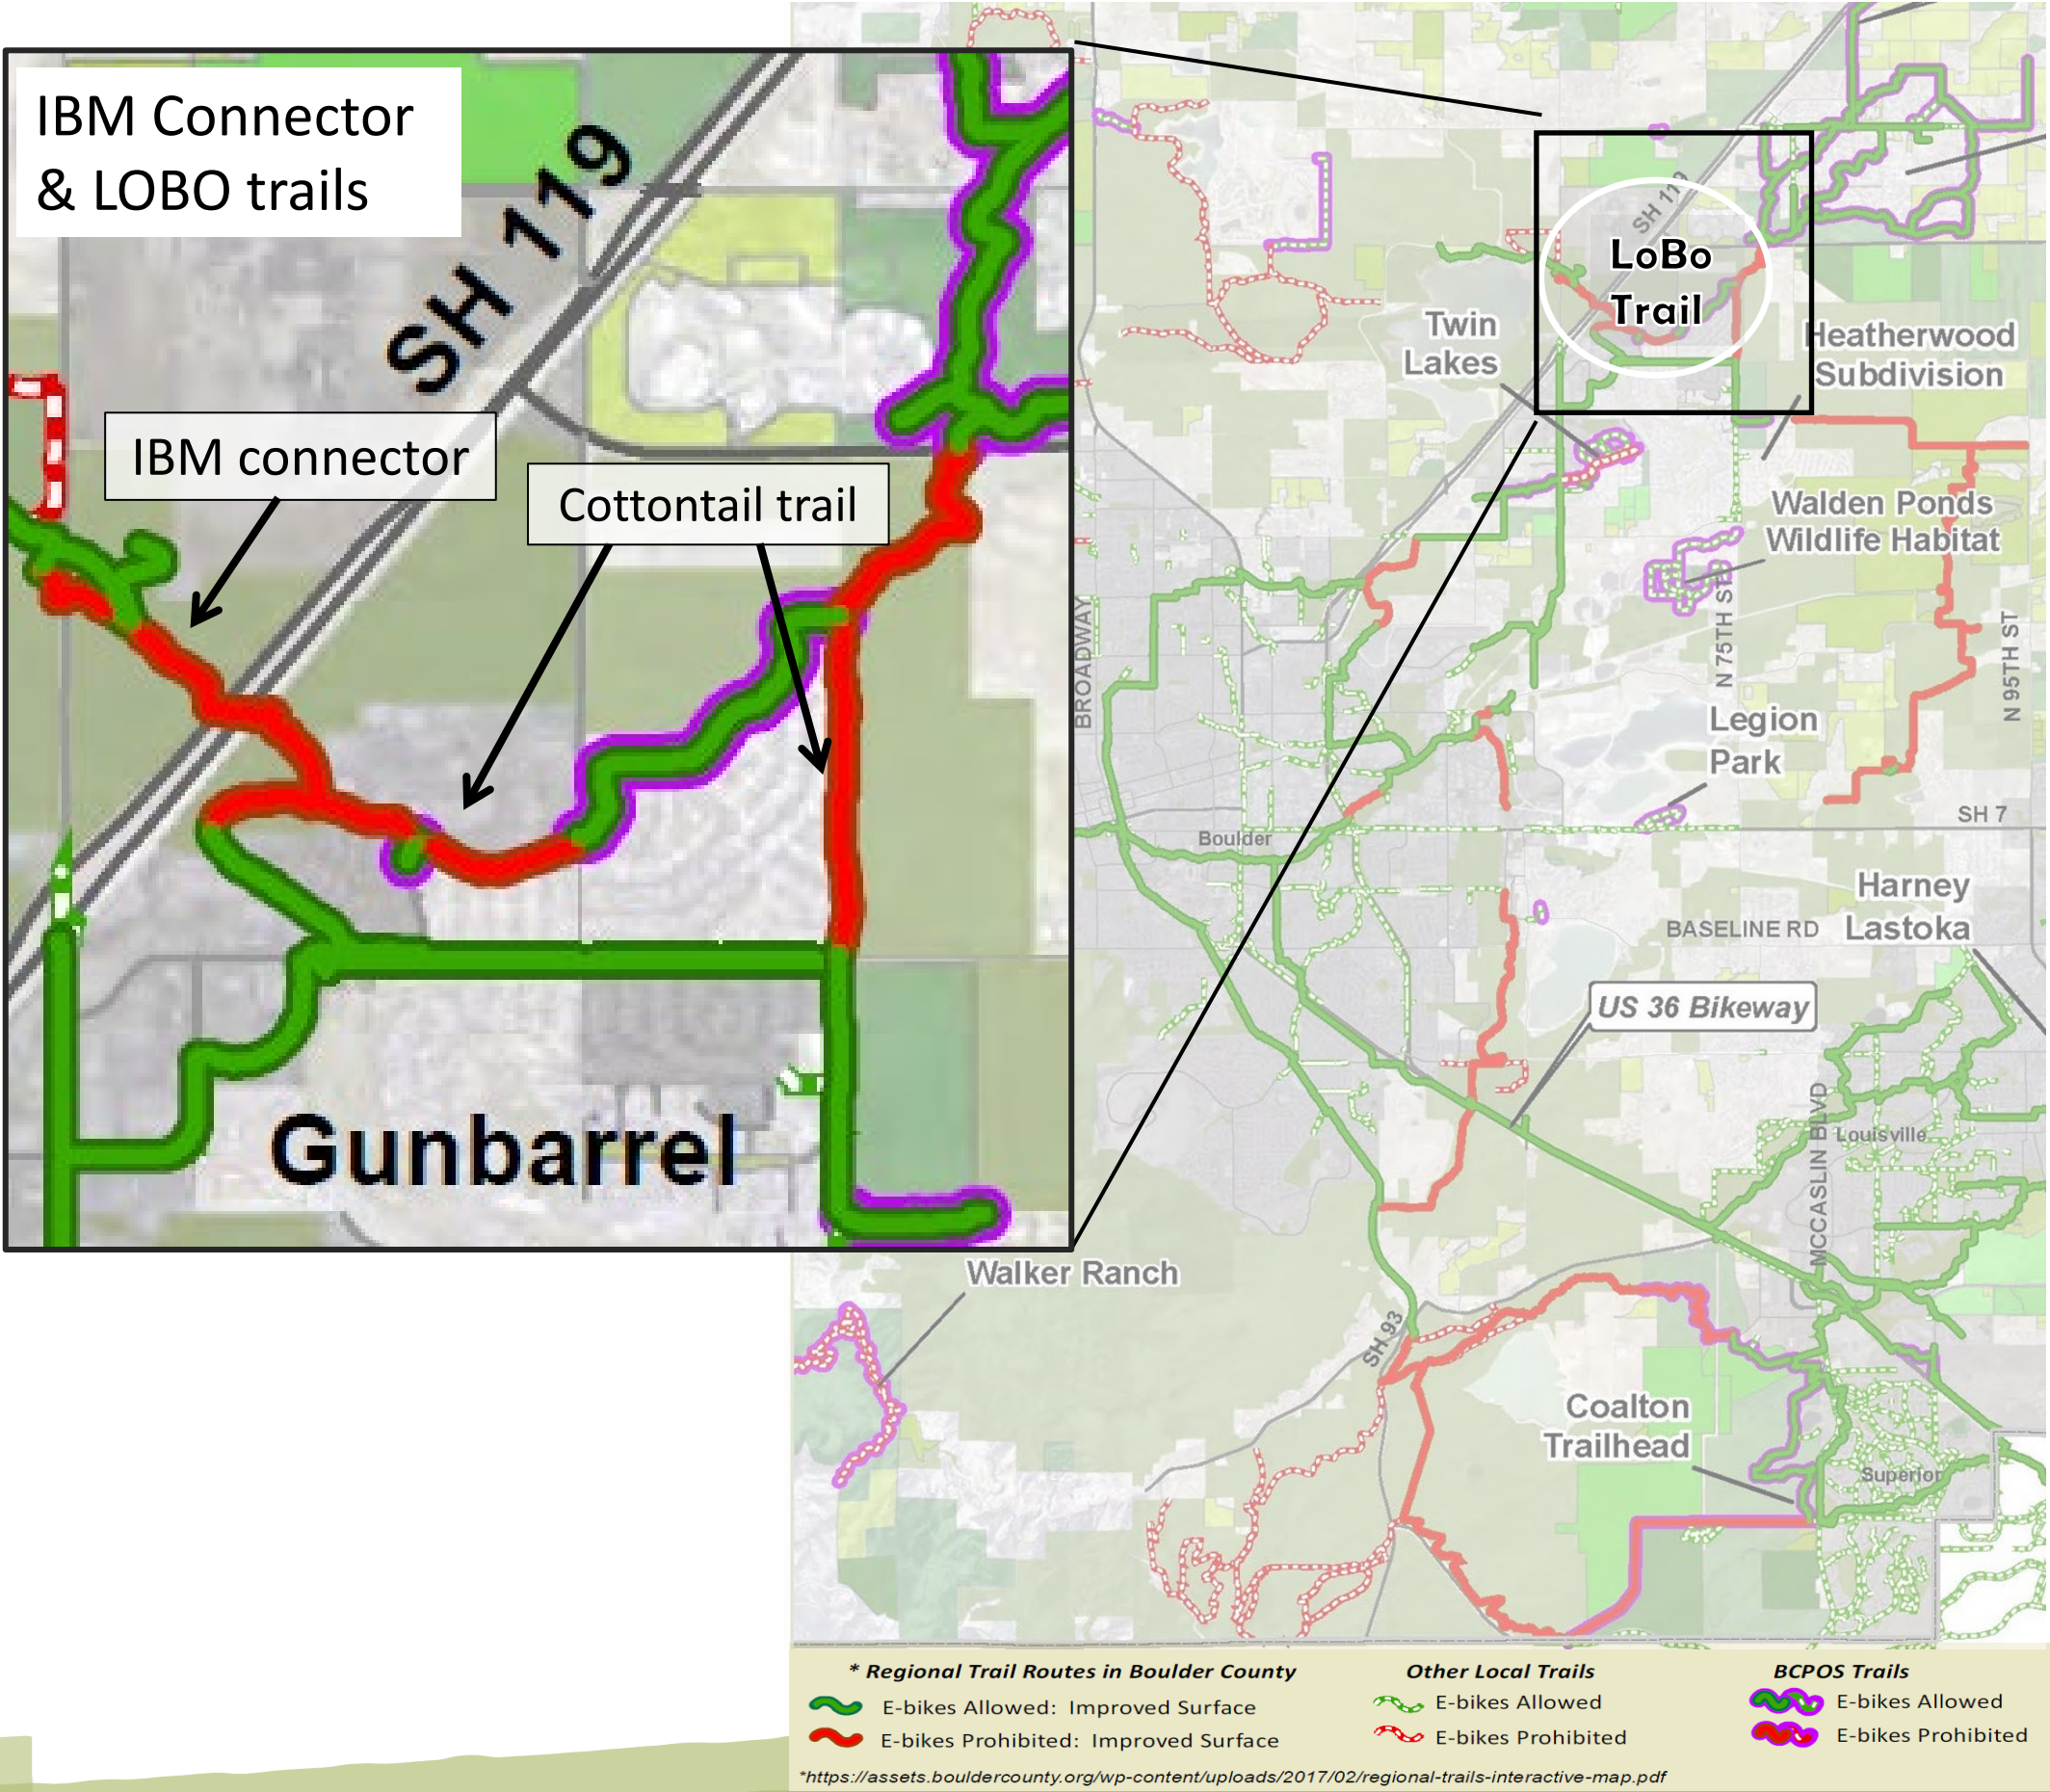 IBM Connector
& LOBO trails
SH 119
IBM connector
Cottontail trail
Gunbarrel
SH 119
LoBo
Trail
Twin
Lakes
Heatherwood
Subdivision
Walden Ponds
Wildlife Habitat
BROADWAY
N 75TH ST
N 95TH ST
Legion
Park
SH 7
Boulder
Harney
Lastoka
BASELINE RD
US 36 Bikeway
MCCASLIN BLVD
Louisville
Walker Ranch
SH 93
Coalton
Trailhead
Superior
* Regional Trail Routes in Boulder County
E-bikes Allowed: Improved Surface
E-bikes Prohibited: Improved Surface
Other Local Trails
E-bikes Allowed
E-bikes Prohibited
BCPOS Trails
E-bikes Allowed
E-bikes Prohibited
*https://assets.bouldercounty.org/wp-content/uploads/2017/02/regional-trails-interactive-map.pdf